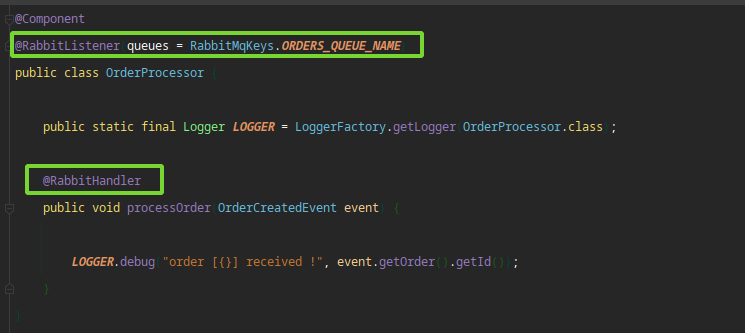 @Component
@RabbitListener queues = RabbitMqKeys.ORDERS_QUEUE_NAME
public class OrderProcessor {
public static final Logger LOGGER = LoggerFactory.getLogger(OrderProcessor.class);
@RabbitHandler
public void processOrder(OrderCreatedEvent event) {
LOGGER.debug("order [{}] received !", event.getOrder().getId());
}
}